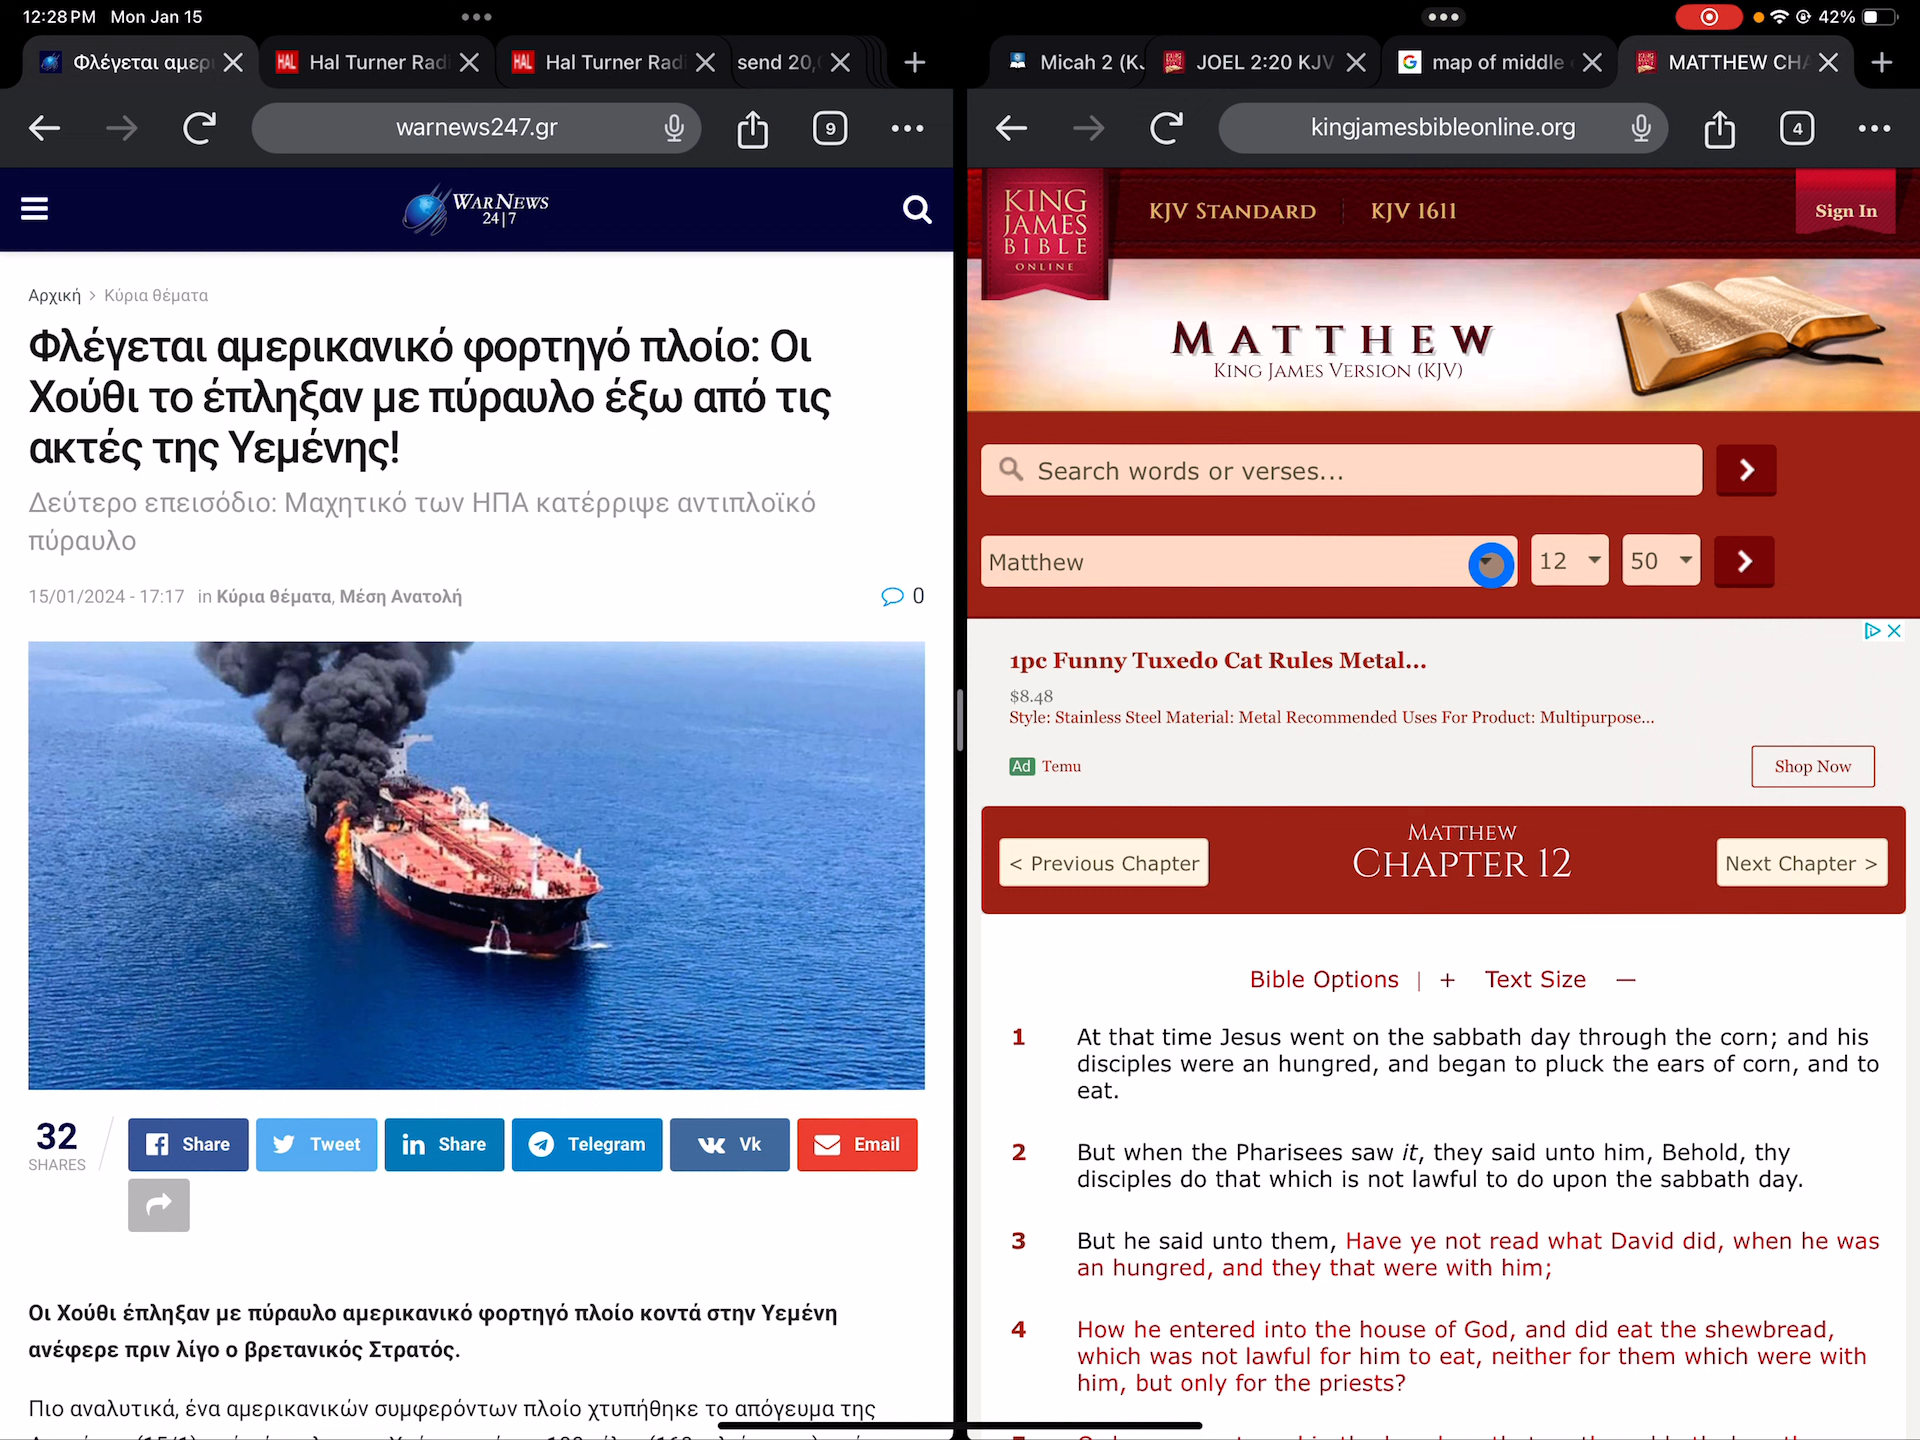 12:28 PM Mon Jan 15
42%
Φλέγεται αμερι
HAL Hal Turner Radi
HAL Hal Turner Radi
send 20,
Micah 2 (KJ
JOEL 2:20 KJV
map of middle
MATTHEW CHA
warnews247.gr
9
kingjamesbibleonline.org
4
WarNews
24|7
Αρχική > Κύρια θέματα
Φλέγεται αμερικανικό φορτηγό πλοίο: Οι
Χούθι το έπληξαν με πύραυλο έξω από τις
ακτές της Υεμένης!
Δεύτερο επεισόδιο: Μαχητικό των ΗΠΑ κατέρριψε αντιπλοϊκό
πύραυλο
15/01/2024 - 17:17 in Κύρια θέματα, Μέση Ανατολή
0
32
SHARES
Share
Tweet
Share
Telegram
Vk
Email
Οι Χούθι έπληξαν με πύραυλο αμερικανικό φορτηγό πλοίο κοντά στην Υεμένη
ανέφερε πριν λίγο ο βρετανικός Στρατός.
Πιο αναλυτικά, ένα αμερικανικών συμφερόντων πλοίο χτυπήθηκε το απόγευμα της
KING
JAMES
BIBLE
ONLINE
KJV Standard
KJV 1611
Sign In
Matthew
King James Version (KJV)
Search words or verses...
Matthew
12
50
1pc Funny Tuxedo Cat Rules Metal...
$8.48
Style: Stainless Steel Material: Metal Recommended Uses For Product: Multipurpose...
Ad Temu
Shop Now
< Previous Chapter
Matthew
Chapter 12
Next Chapter >
Bible Options | + Text Size —
1 At that time Jesus went on the sabbath day through the corn; and his
disciples were an hungred, and began to pluck the ears of corn, and to
eat.
2 But when the Pharisees saw it, they said unto him, Behold, thy
disciples do that which is not lawful to do upon the sabbath day.
3 But he said unto them, Have ye not read what David did, when he was
an hungred, and they that were with him;
4 How he entered into the house of God, and did eat the shewbread,
which was not lawful for him to eat, neither for them which were with
him, but only for the priests?